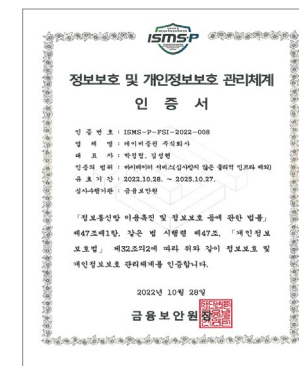 ISMS-P
정보보호 및 개인정보보호 관리체계
인 증 서
인 증 번 호 : ISMS-P-FSI-2022-008
업 체 명 : 네이버증권 주식회사
대 표 자 : 박정림, 김성현
인증의 범위 : 마이데이터 서비스(심사받지 않은 물리적 인프라 제외)
유 효 기 간 : 2022.10.28. ~ 2025.10.27.
심사수행기관 : 금융보안원
「정보통신망 이용촉진 및 정보보호 등에 관한 법률」
제47조제1항, 같은 법 시행령 제47조, 「개인정보
보호법」 제32조의2에 따라 위와 같이 정보보호 및
개인정보보호 관리체계를 인증합니다.
2022년 10월 28일
금융보안원장